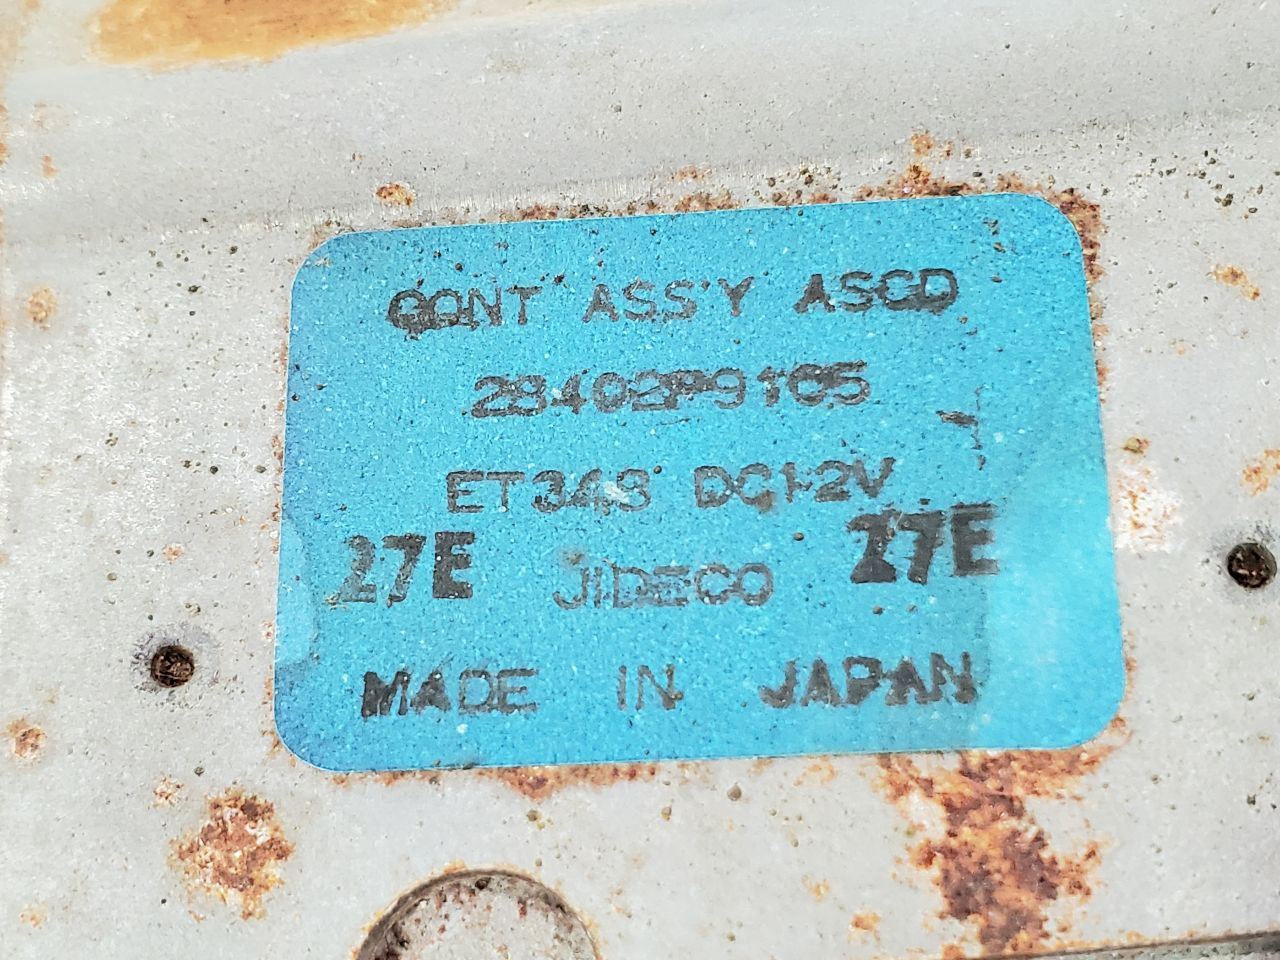 CONT ASS'Y ASCD
28402P9105
ET343 DC12V
27E JIDECO 27E
MADE IN JAPAN